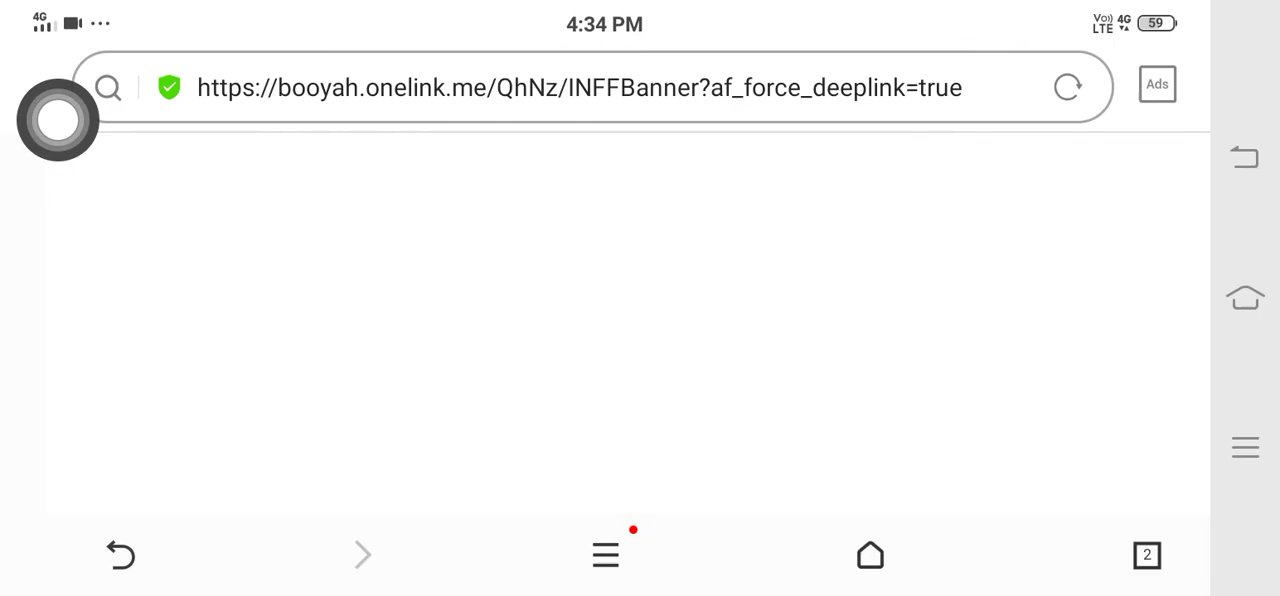 4G
4:34 PM
Vo)) LTE 4G 59
https://booyah.onelink.me/QhNz/INFFBanner?af_force_deeplink=true
Ads
2